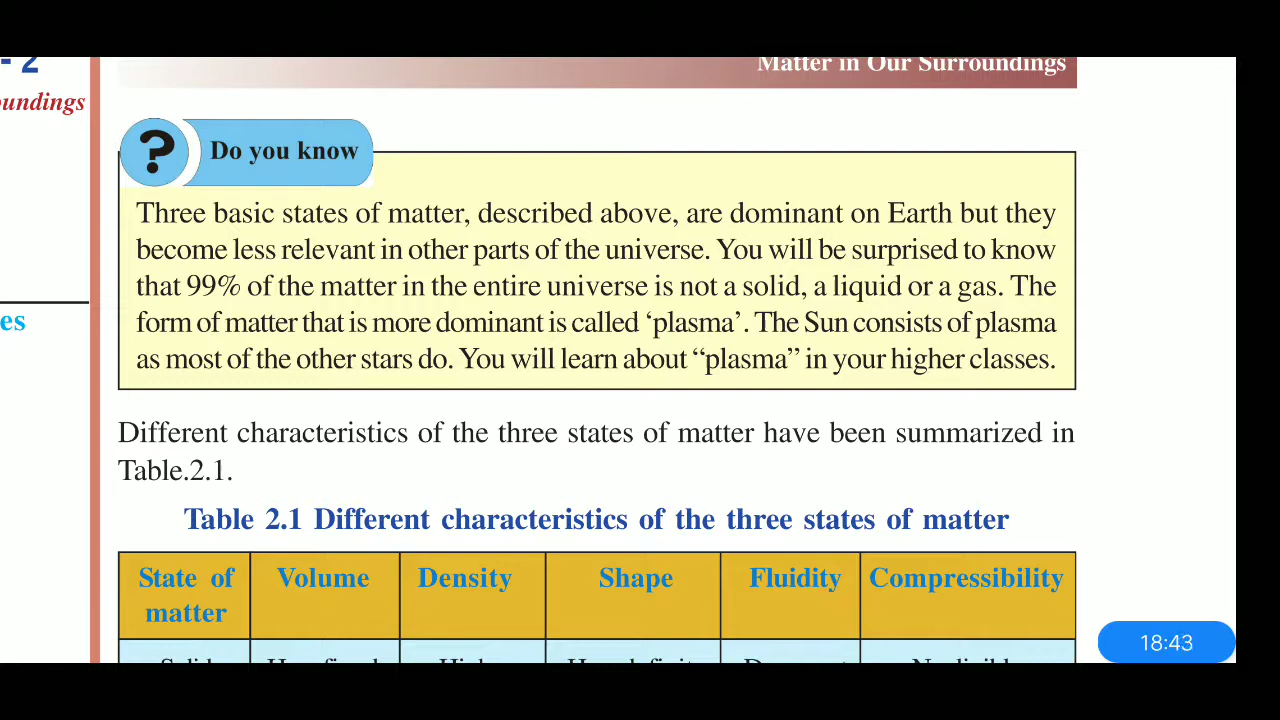 - 2
Matter in Our Surroundings
oundings
?
Do you know
Three basic states of matter, described above, are dominant on Earth but they
become less relevant in other parts of the universe. You will be surprised to know
that 99% of the matter in the entire universe is not a solid, a liquid or a gas. The
form of matter that is more dominant is called ‘plasma’. The Sun consists of plasma
es
as most of the other stars do. You will learn about “plasma” in your higher classes.
Different characteristics of the three states of matter have been summarized in
Table.2.1.
Table 2.1 Different characteristics of the three states of matter
State of matter Volume Density Shape Fluidity Compressibility
18:43